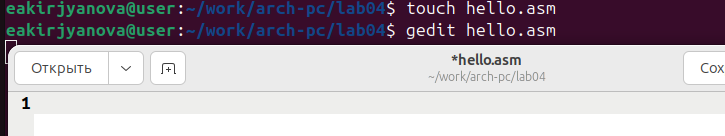 eakirjyanova@user:~/work/arch-pc/lab04$ touch hello.asm
eakirjyanova@user:~/work/arch-pc/lab04$ gedit hello.asm
Открыть
*hello.asm
~/work/arch-pc/lab04
Сох
1